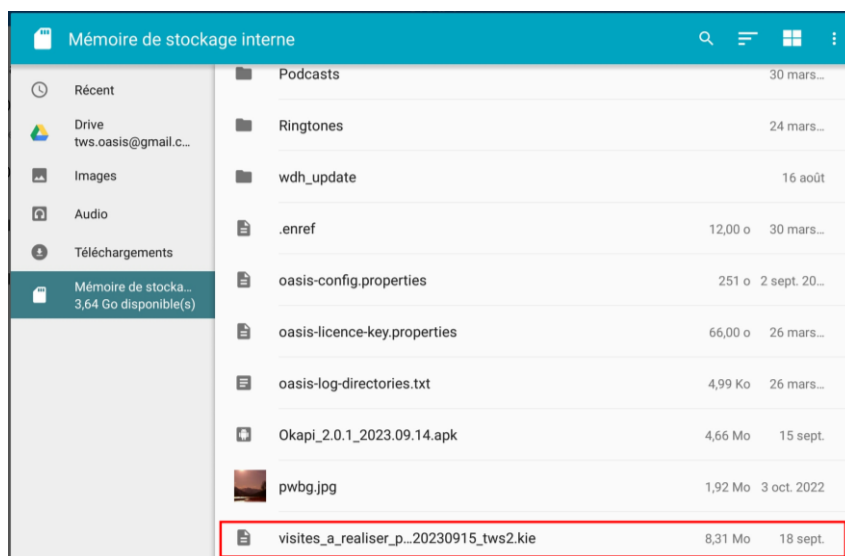 Mémoire de stockage interne
Récent
Drive
tws.oasis@gmail.c...
Images
Audio
Téléchargements
Mémoire de stocka...
3,64 Go disponible(s)
Podcasts 30 mars...
Ringtones 24 mars...
wdh_update 16 août
.enref 12,00 o 30 mars...
oasis-config.properties 251 o 2 sept. 20...
oasis-licence-key.properties 66,00 o 26 mars...
oasis-log-directories.txt 4,99 Ko 26 mars...
Okapi_2.0.1_2023.09.14.apk 4,66 Mo 15 sept.
pwbg.jpg 1,92 Mo 3 oct. 2022
visites_a_realiser_p...20230915_tws2.kie 8,31 Mo 18 sept.